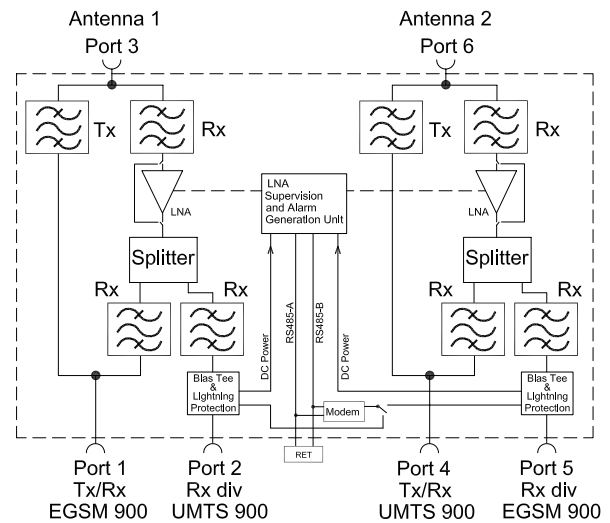 Antenna 1
Port 3
Antenna 2
Port 6
Tx
Rx
Tx
Rx
LNA
LNA
Supervision
and Alarm
Generation Unit
LNA
Splitter
Splitter
Rx
Rx
Rx
Rx
DC Power
RS485-A
RS485-B
DC Power
Bias Tee
&
Lightning
Protection
Modem
Bias Tee
&
Lightning
Protection
RET
Port 1
Tx/Rx
EGSM 900
Port 2
Rx div
UMTS 900
Port 4
Tx/Rx
UMTS 900
Port 5
Rx div
EGSM 900